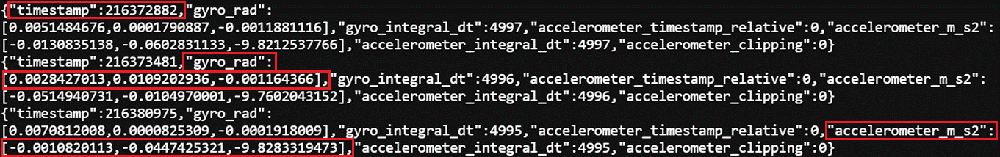 {"timestamp":216372882,"gyro_rad":
[0.0051484676,0.0001790887,-0.0011881116],"gyro_integral_dt":4997,"accelerometer_timestamp_relative":0,"accelerometer_m_s2":
[-0.0130835138,-0.0602831133,-9.8212537766],"accelerometer_integral_dt":4997,"accelerometer_clipping":0}
{"timestamp":216373481,"gyro_rad":
[0.0028427013,0.0109202936,-0.001164366],"gyro_integral_dt":4996,"accelerometer_timestamp_relative":0,"accelerometer_m_s2":
[-0.0514940731,-0.0104970001,-9.7602043152],"accelerometer_integral_dt":4996,"accelerometer_clipping":0}
{"timestamp":216380975,"gyro_rad":
[0.0070812008,0.0000825309,-0.0001918009],"gyro_integral_dt":4995,"accelerometer_timestamp_relative":0,"accelerometer_m_s2":
[-0.0010820113,-0.0447425321,-9.8283319473],"accelerometer_integral_dt":4995,"accelerometer_clipping":0}